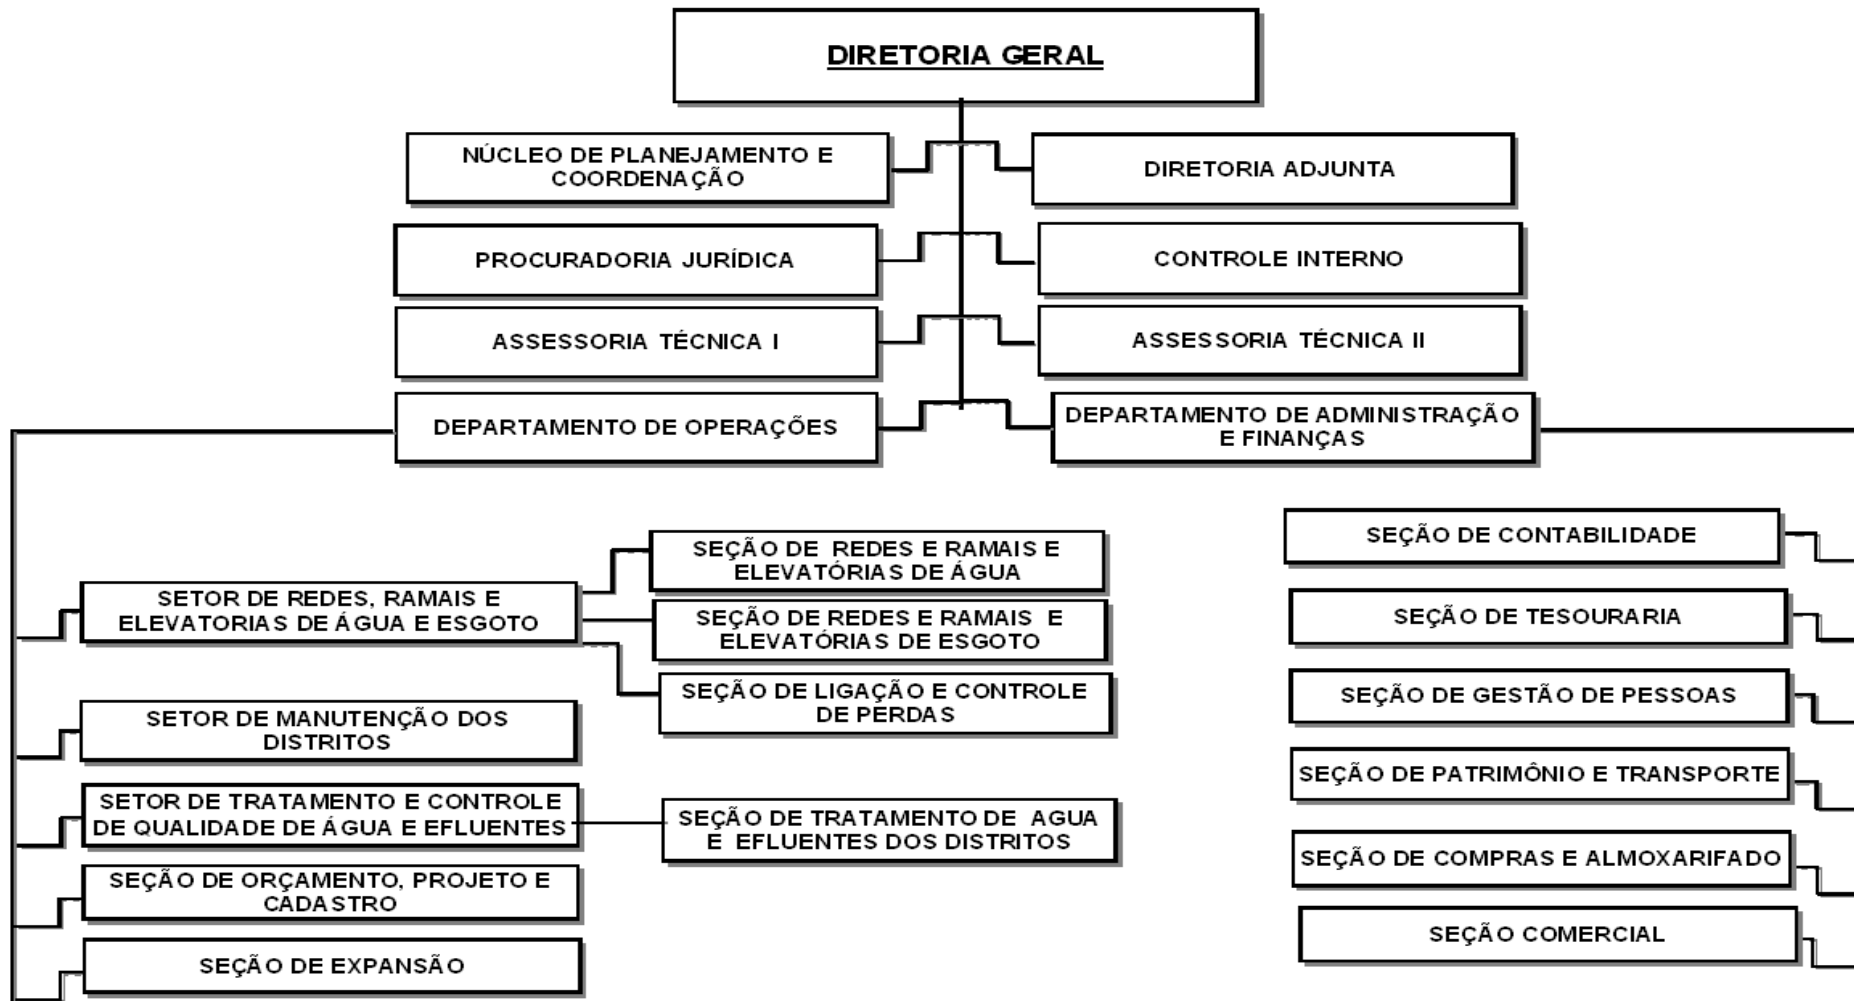 DIRETORIA GERAL
NÚCLEO DE PLANEJAMENTO E
COORDENAÇÃO
DIRETORIA ADJUNTA
PROCURADORIA JURÍDICA
CONTROLE INTERNO
ASSESSORIA TÉCNICA I
ASSESSORIA TÉCNICA II
DEPARTAMENTO DE OPERAÇÕES
DEPARTAMENTO DE ADMINISTRAÇÃO
E FINANÇAS
SETOR DE REDES, RAMAIS E
ELEVATORIAS DE ÁGUA E ESGOTO
SEÇÃO DE REDES E RAMAIS E
ELEVATÓRIAS DE ÁGUA
SEÇÃO DE REDES E RAMAIS E
ELEVATÓRIAS DE ESGOTO
SEÇÃO DE LIGAÇÃO E CONTROLE
DE PERDAS
SETOR DE MANUTENÇÃO DOS
DISTRITOS
SETOR DE TRATAMENTO E CONTROLE
DE QUALIDADE DE ÁGUA E EFLUENTES
SEÇÃO DE TRATAMENTO DE AGUA
E EFLUENTES DOS DISTRITOS
SEÇÃO DE ORÇAMENTO, PROJETO E
CADASTRO
SEÇÃO DE EXPANSÃO
SEÇÃO DE CONTABILIDADE
SEÇÃO DE TESOURARIA
SEÇÃO DE GESTÃO DE PESSOAS
SEÇÃO DE PATRIMÔNIO E TRANSPORTE
SEÇÃO DE COMPRAS E ALMOXARIFADO
SEÇÃO COMERCIAL